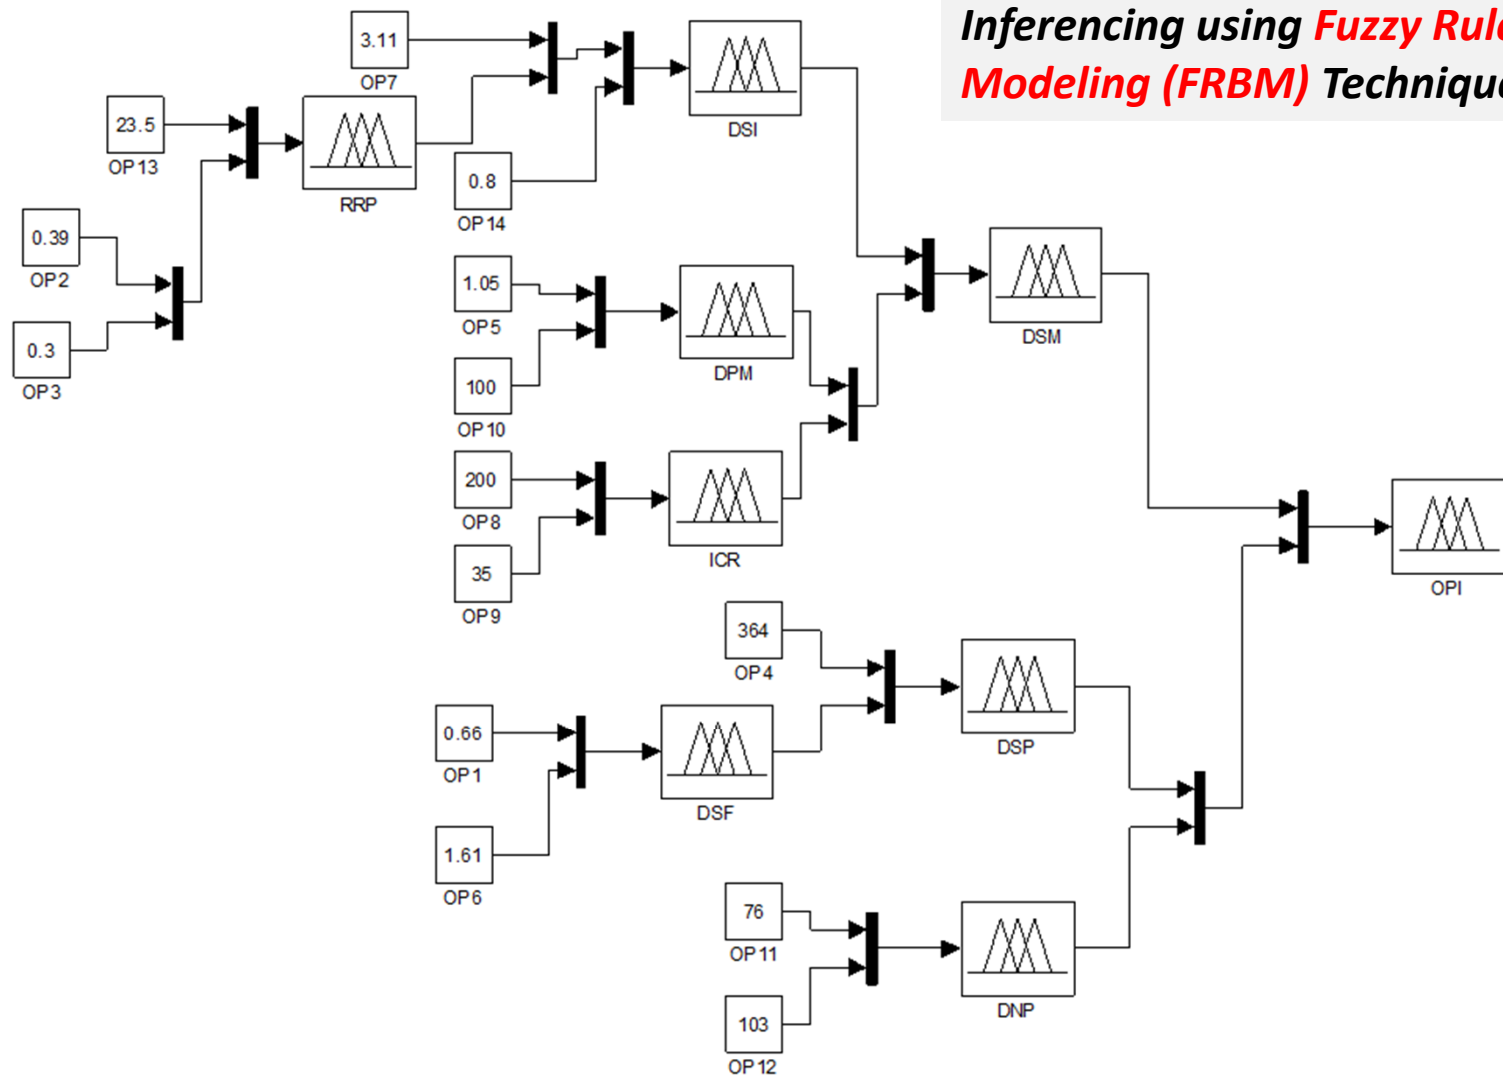 Inferencing using Fuzzy Rule
Modeling (FRBM) Technique
3.11
OP7
23.5
OP13
RRP
DSI
0.8
OP14
0.39
OP2
0.3
OP3
1.05
OP5
100
OP10
DPM
DSM
200
OP8
35
OP9
ICR
OPI
364
OP4
DSP
0.66
OP1
1.61
OP6
DSF
76
OP11
103
OP12
DNP